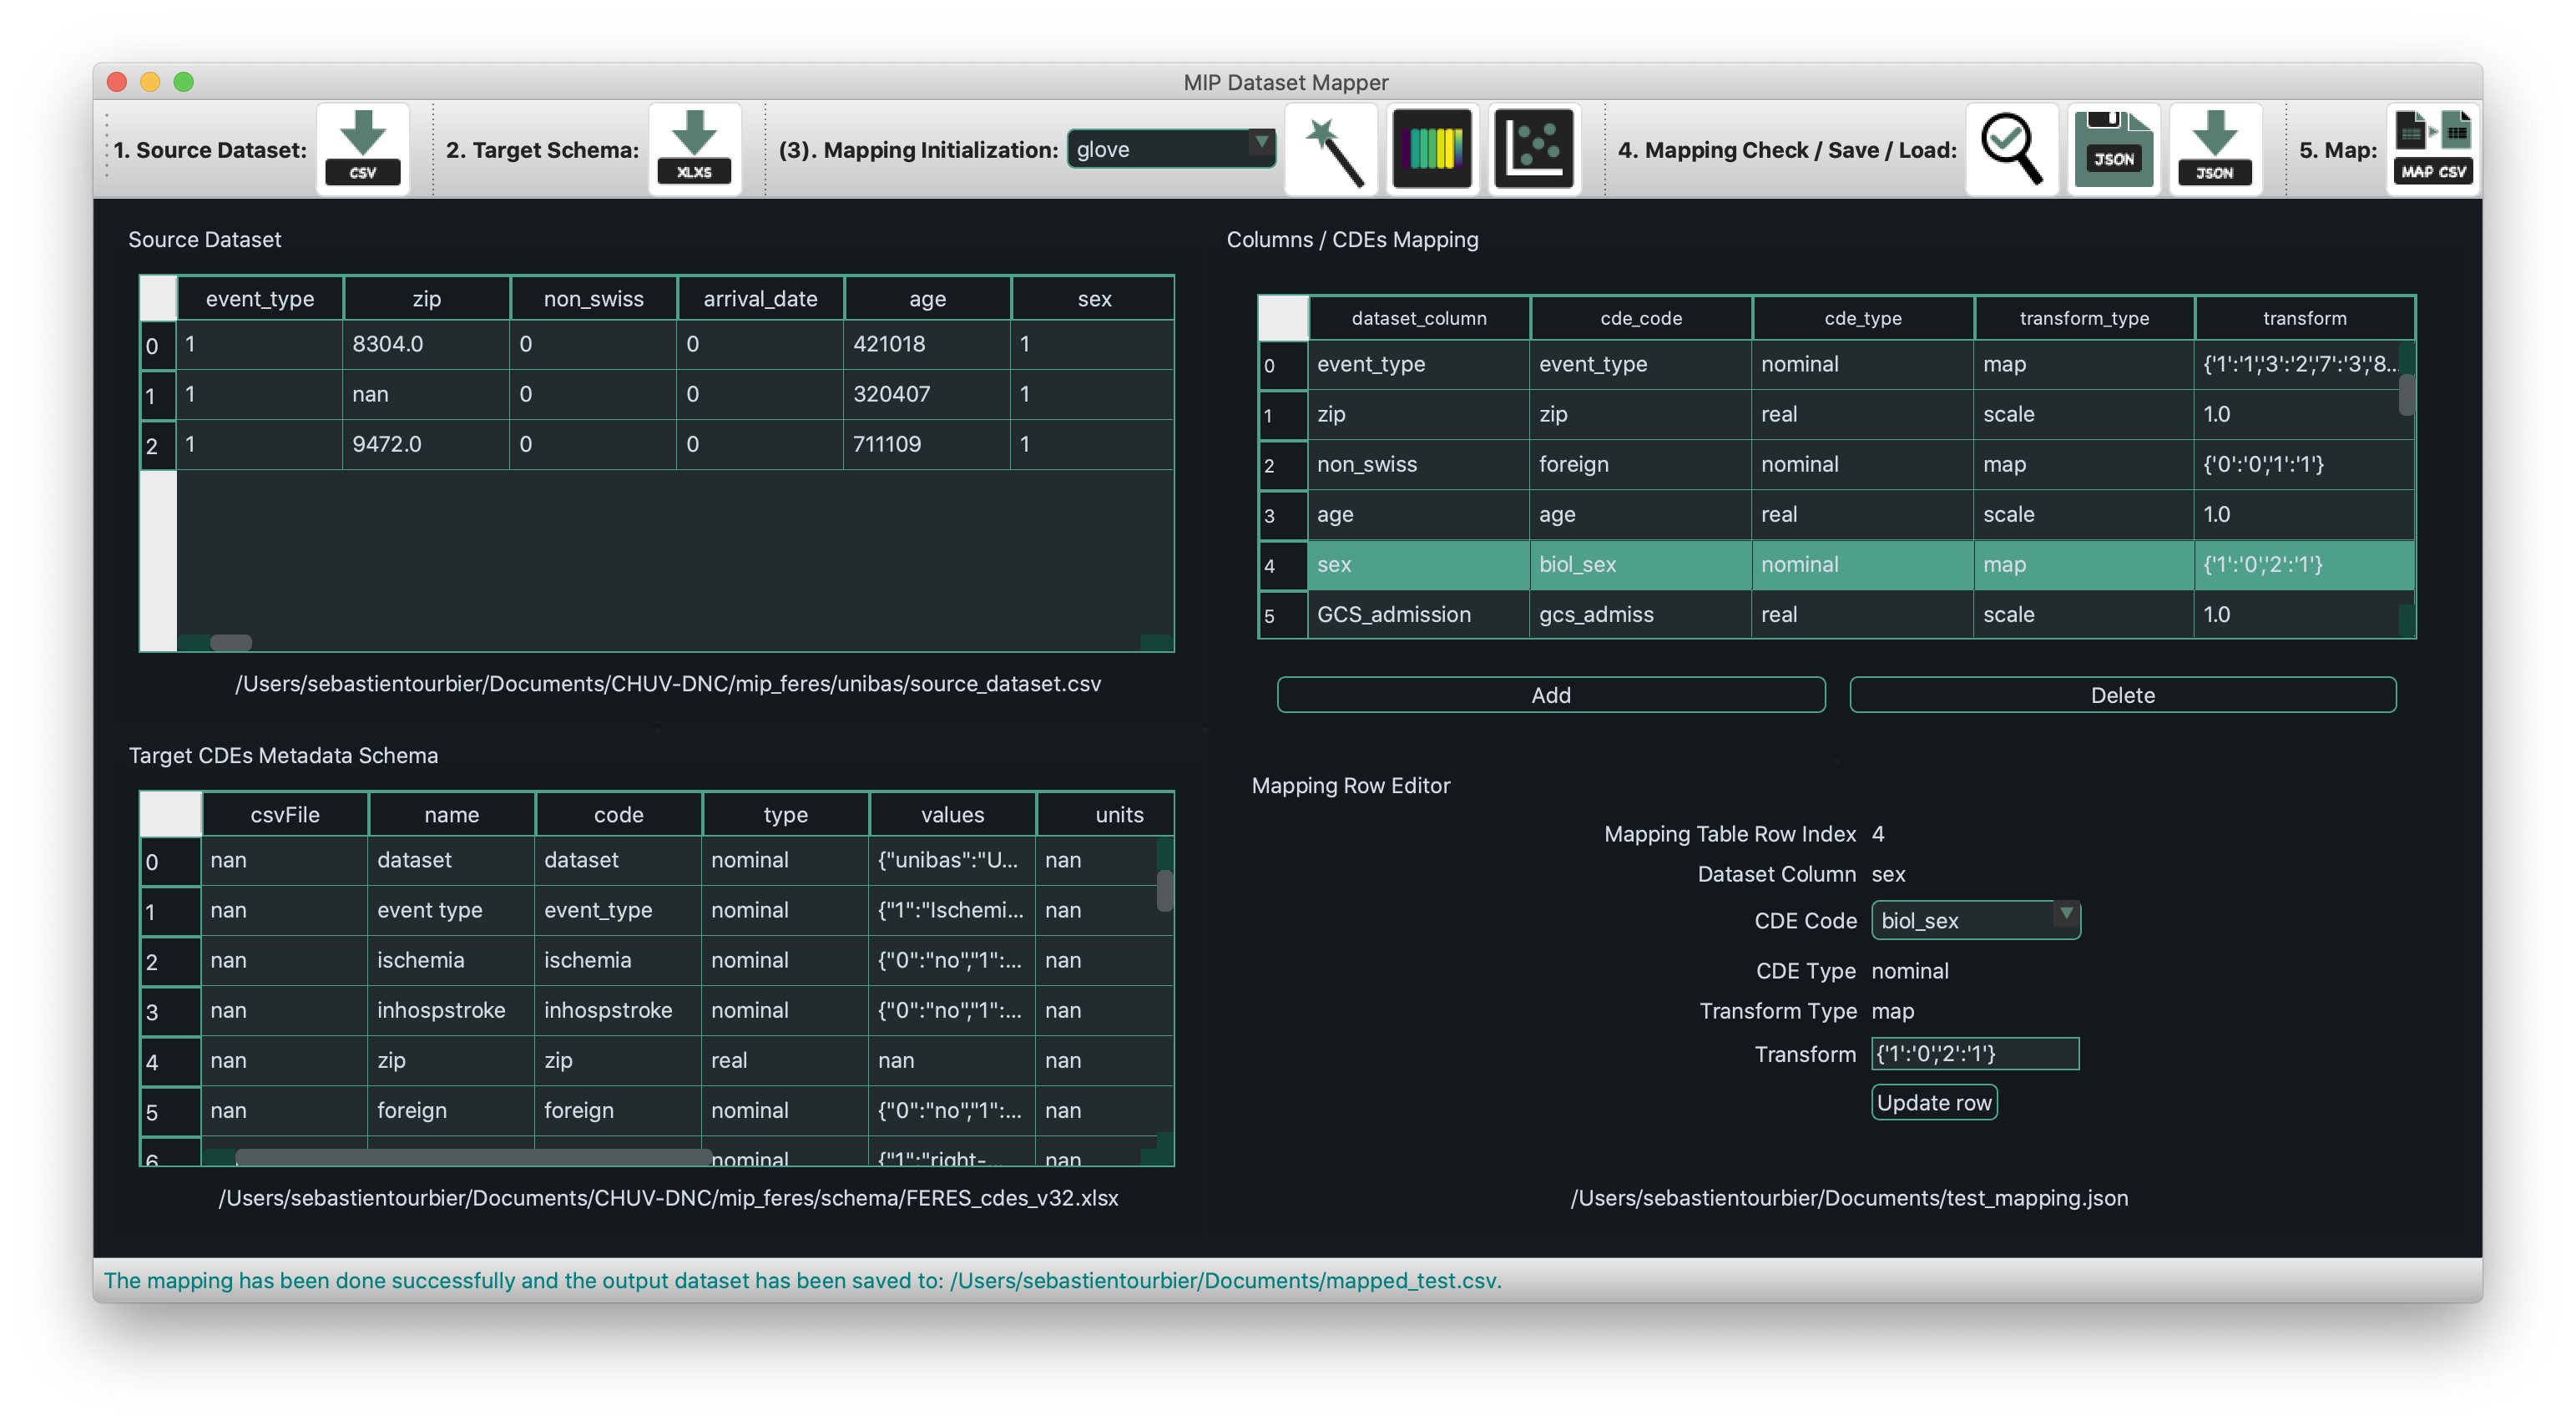 MIP Dataset Mapper
1. Source Dataset: CSV 2. Target Schema: XLXS (3). Mapping Initialization: glove 4. Mapping Check / Save / Load: JSON JSON 5. Map: MAP CSV
Source Dataset
event_type zip non_swiss arrival_date age sex
0 1 8304.0 0 0 421018 1
1 1 nan 0 0 320407 1
2 1 9472.0 0 0 711109 1
/Users/sebastientourbier/Documents/CHUV-DNC/mip_feres/unibas/source_dataset.csv
Target CDEs Metadata Schema
csvFile name code type values units
0 nan dataset dataset nominal {"unibas":"U... nan
1 nan event type event_type nominal {"1":"Ischemi... nan
2 nan ischemia ischemia nominal {"0":"no","1":... nan
3 nan inhospstroke inhospstroke nominal {"0":"no","1":... nan
4 nan zip zip real nan nan
5 nan foreign foreign nominal {"0":"no","1":... nan
6 nominal {"1":"right-... nan
/Users/sebastientourbier/Documents/CHUV-DNC/mip_feres/schema/FERES_cdes_v32.xlsx
Columns / CDEs Mapping
dataset_column cde_code cde_type transform_type transform
0 event_type event_type nominal map {'1':'1','3':'2','7':'3','8...
1 zip zip real scale 1.0
2 non_swiss foreign nominal map {'0':'0','1':'1'}
3 age age real scale 1.0
4 sex biol_sex nominal map {'1':'0','2':'1'}
5 GCS_admission gcs_admiss real scale 1.0
Add Delete
Mapping Row Editor
Mapping Table Row Index 4
Dataset Column sex
CDE Code biol_sex
CDE Type nominal
Transform Type map
Transform {'1':'0','2':'1'}
Update row
/Users/sebastientourbier/Documents/test_mapping.json
The mapping has been done successfully and the output dataset has been saved to: /Users/sebastientourbier/Documents/mapped_test.csv.